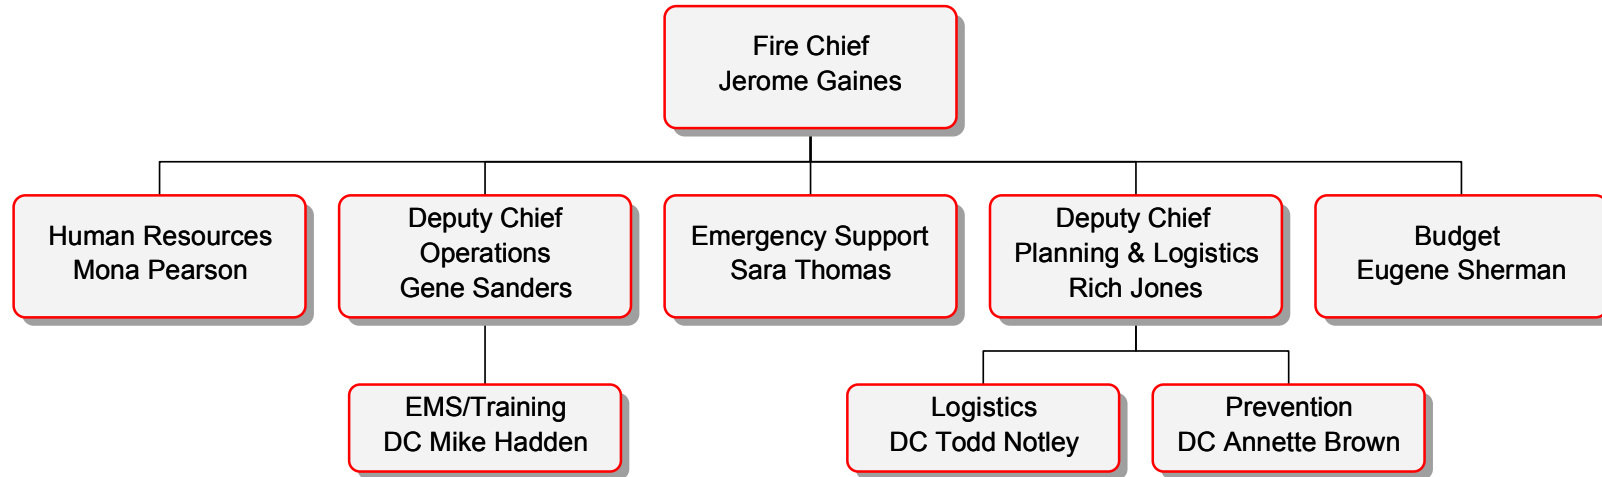 Fire Chief
Jerome Gaines
Human Resources
Mona Pearson
Deputy Chief
Operations
Gene Sanders
Emergency Support
Sara Thomas
Deputy Chief
Planning & Logistics
Rich Jones
Budget
Eugene Sherman
EMS/Training
DC Mike Hadden
Logistics
DC Todd Notley
Prevention
DC Annette Brown